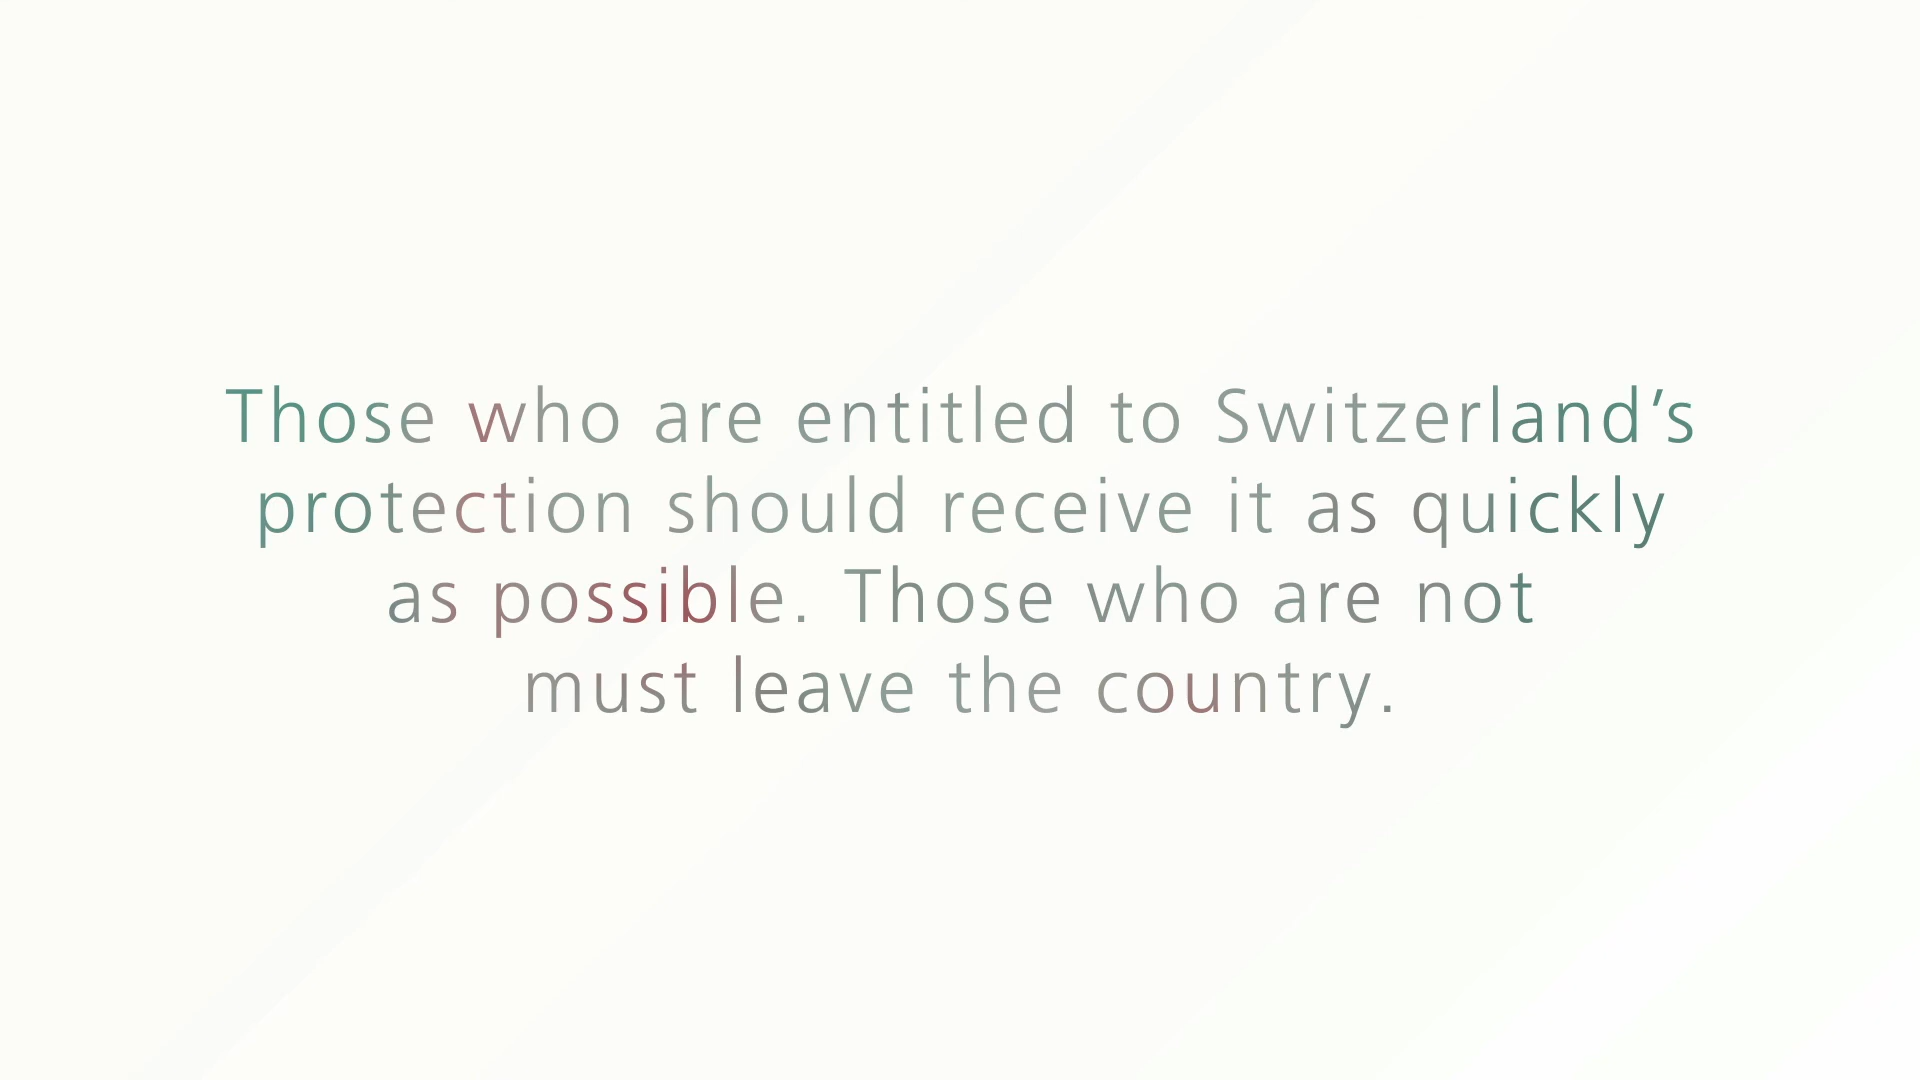 Those who are entitled to Switzerland’s
protection should receive it as quickly
as possible. Those who are not
must leave the country.